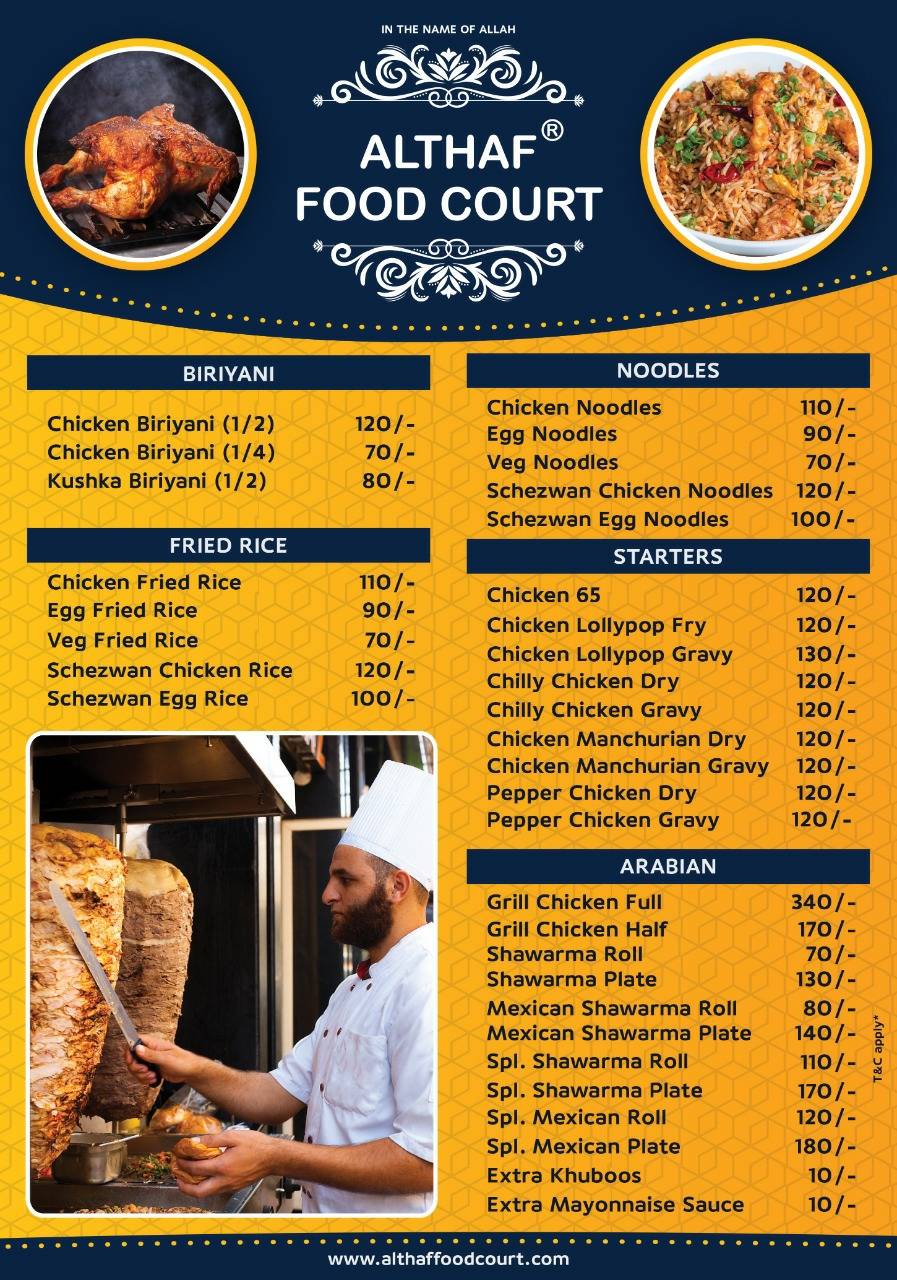 IN THE NAME OF ALLAH
ALTHAF®
FOOD COURT
BIRIYANI
Chicken Biriyani (1/2) 120/-
Chicken Biriyani (1/4) 70/-
Kushka Biriyani (1/2) 80/-
FRIED RICE
Chicken Fried Rice 110/-
Egg Fried Rice 90/-
Veg Fried Rice 70/-
Schezwan Chicken Rice 120/-
Schezwan Egg Rice 100/-
NOODLES
Chicken Noodles 110/-
Egg Noodles 90/-
Veg Noodles 70/-
Schezwan Chicken Noodles 120/-
Schezwan Egg Noodles 100/-
STARTERS
Chicken 65 120/-
Chicken Lollypop Fry 120/-
Chicken Lollypop Gravy 130/-
Chilly Chicken Dry 120/-
Chilly Chicken Gravy 120/-
Chicken Manchurian Dry 120/-
Chicken Manchurian Gravy 120/-
Pepper Chicken Dry 120/-
Pepper Chicken Gravy 120/-
ARABIAN
Grill Chicken Full 340/-
Grill Chicken Half 170/-
Shawarma Roll 70/-
Shawarma Plate 130/-
Mexican Shawarma Roll 80/-
Mexican Shawarma Plate 140/-
Spl. Shawarma Roll 110/-
Spl. Shawarma Plate 170/-
Spl. Mexican Roll 120/-
Spl. Mexican Plate 180/-
Extra Khuboos 10/-
Extra Mayonnaise Sauce 10/-
T&C apply*
www.althaffoodcourt.com